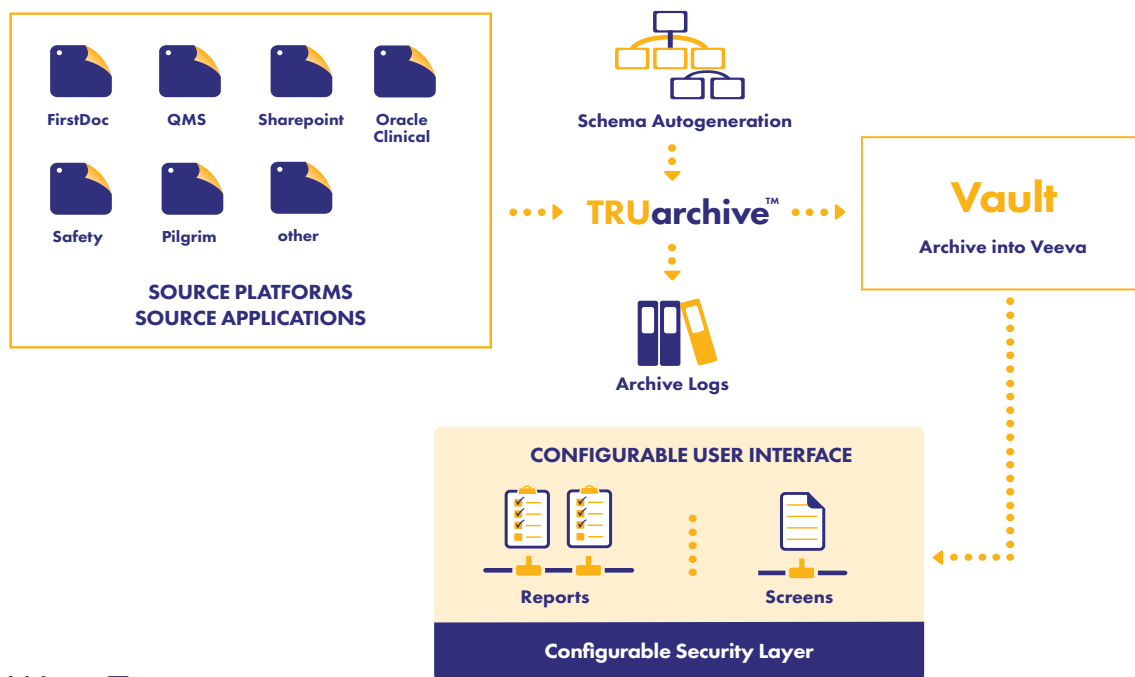 FirstDoc
QMS
Sharepoint
Oracle
Clinical
Safety
Pilgrim
other
SOURCE PLATFORMS
SOURCE APPLICATIONS
Schema Autogeneration
TRUarchive™
Archive Logs
Vault
Archive into Veeva
CONFIGURABLE USER INTERFACE
Reports
Screens
Configurable Security Layer